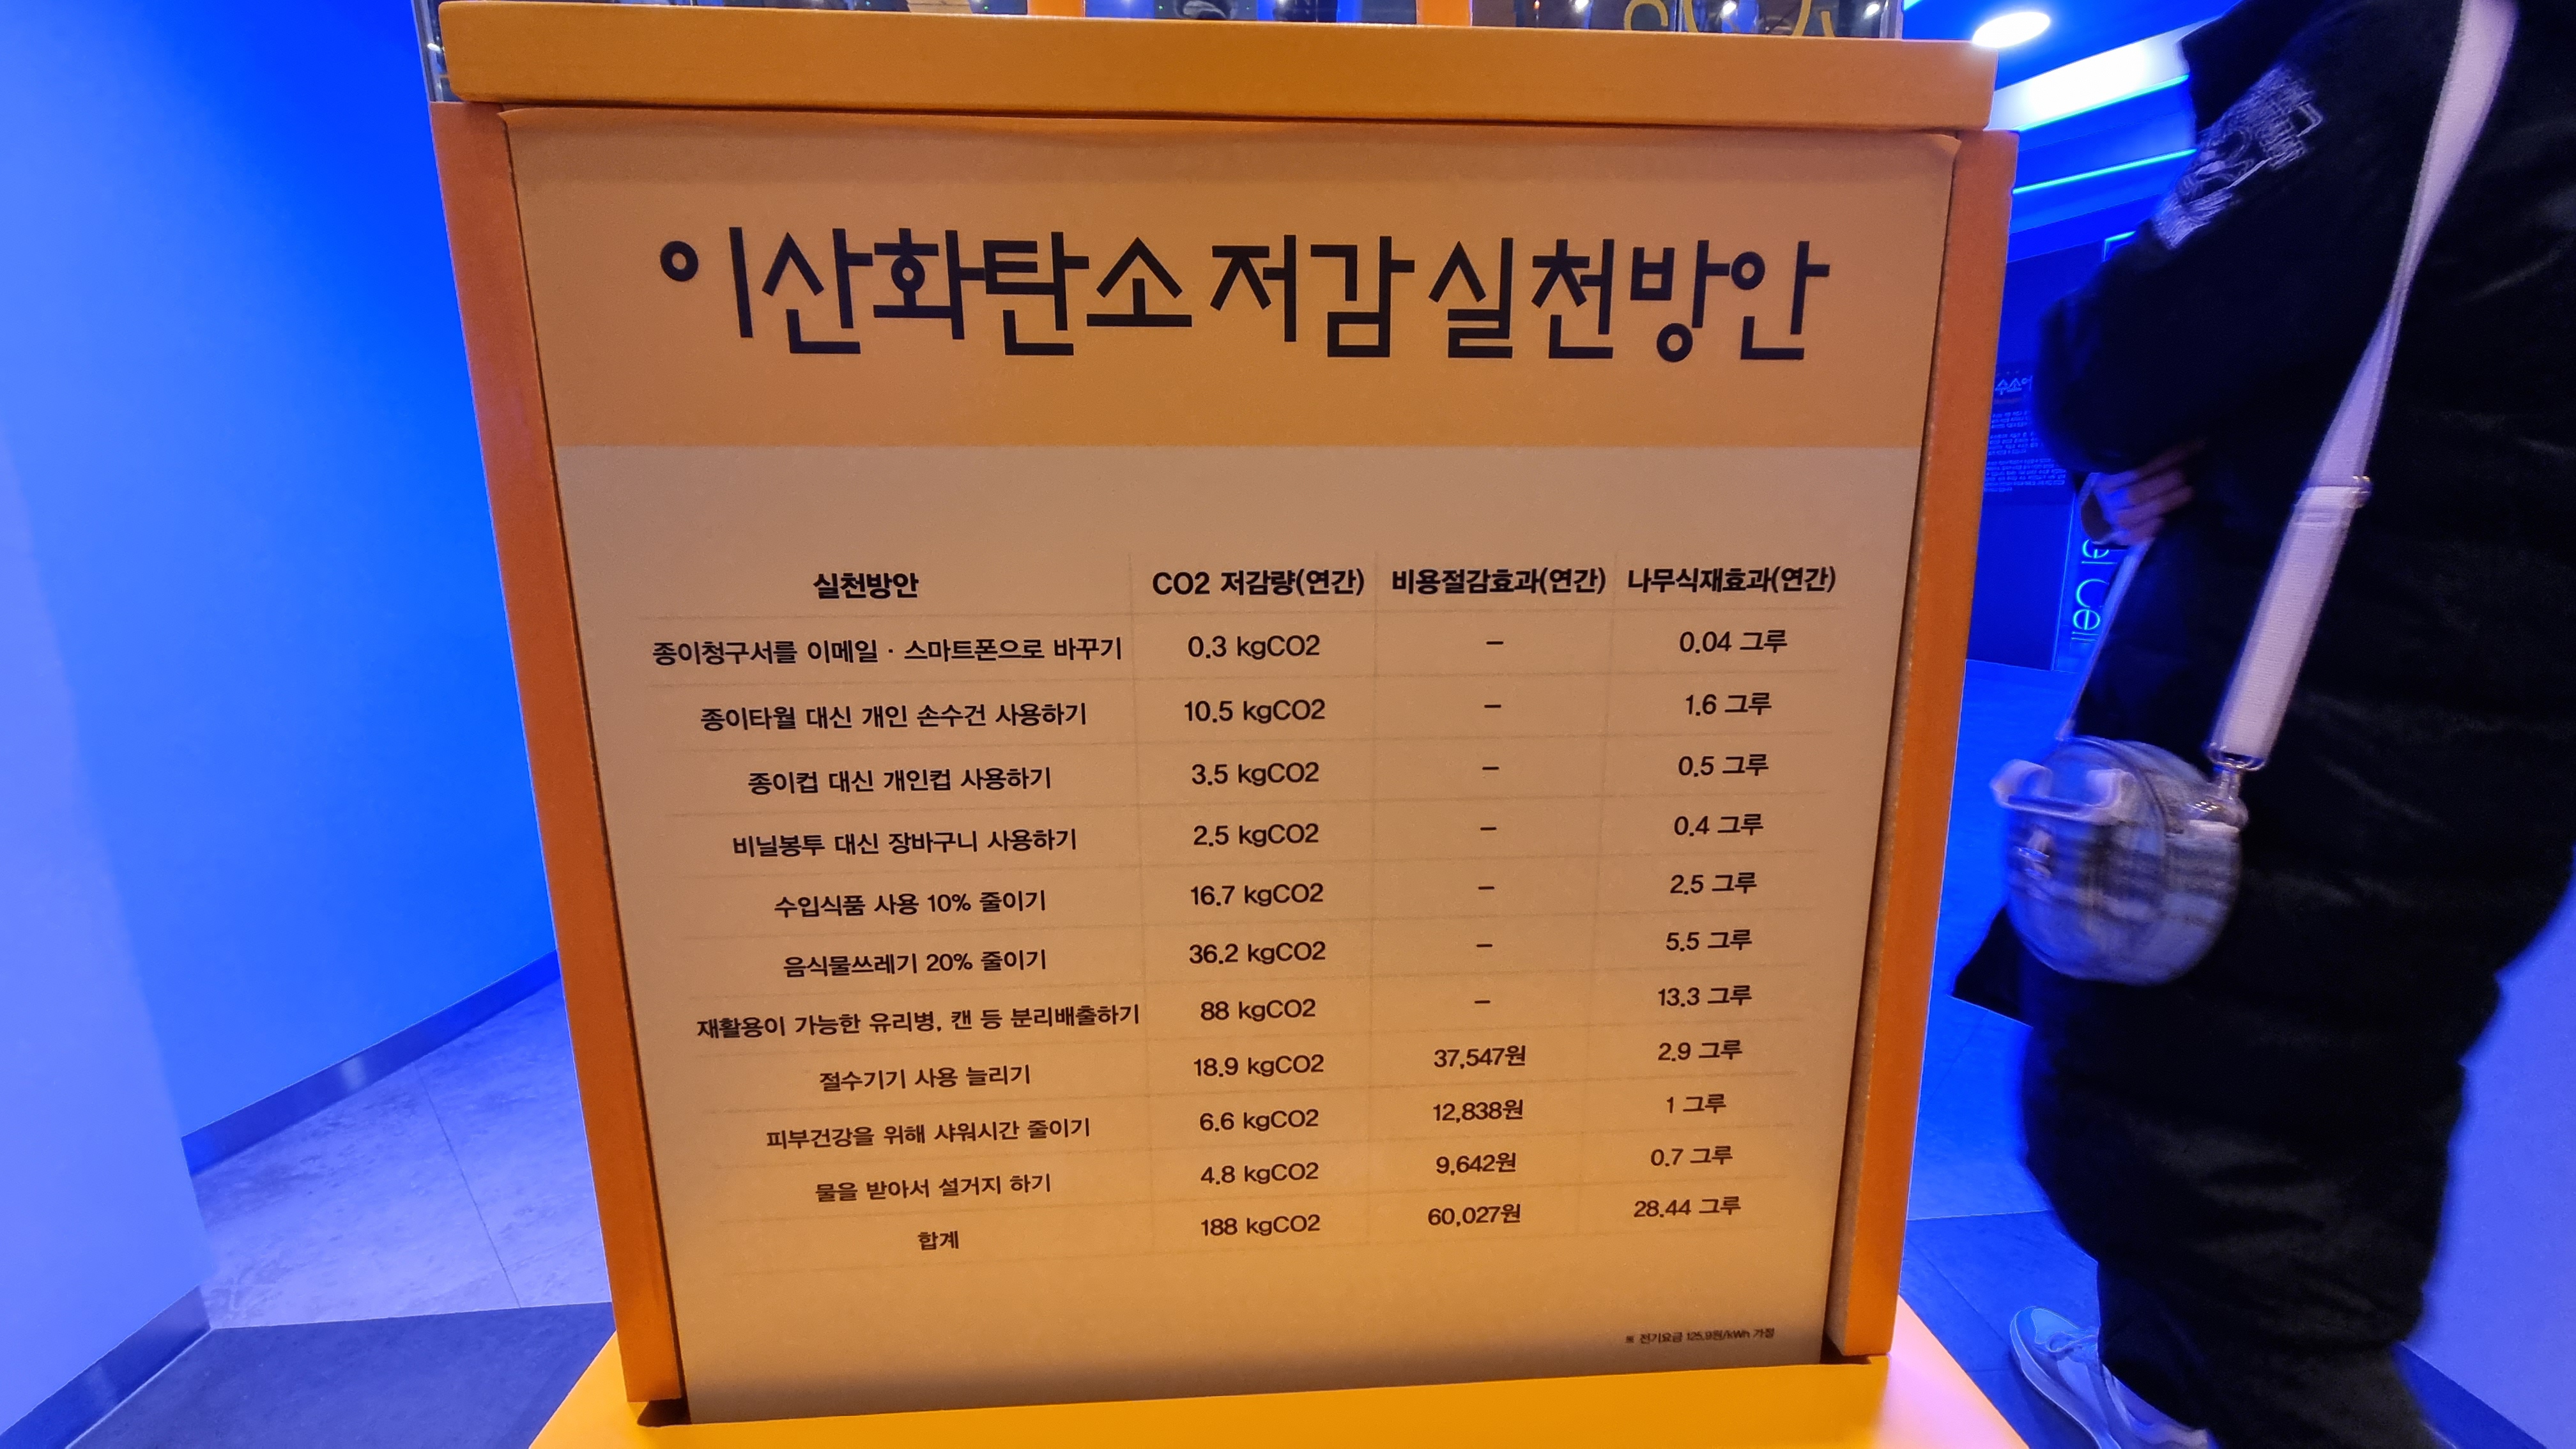 이산화탄소 저감 실천방안
실천방안 CO2 저감량(연간) 비용절감효과(연간) 나무식재효과(연간)
종이청구서를 이메일 · 스마트폰으로 바꾸기 0.3 kgCO2 – 0.04 그루
종이타월 대신 개인 손수건 사용하기 10.5 kgCO2 – 1.6 그루
종이컵 대신 개인컵 사용하기 3.5 kgCO2 – 0.5 그루
비닐봉투 대신 장바구니 사용하기 2.5 kgCO2 – 0.4 그루
수입식품 사용 10% 줄이기 16.7 kgCO2 – 2.5 그루
음식물쓰레기 20% 줄이기 36.2 kgCO2 – 5.5 그루
재활용이 가능한 유리병, 캔 등 분리배출하기 88 kgCO2 – 13.3 그루
절수기기 사용 늘리기 18.9 kgCO2 37,547원 2.9 그루
피부건강을 위해 샤워시간 줄이기 6.6 kgCO2 12,838원 1 그루
물을 받아서 설거지 하기 4.8 kgCO2 9,642원 0.7 그루
합계 188 kgCO2 60,027원 28.44 그루
※ 전기요금 125.9원/kWh 가정
el Cell